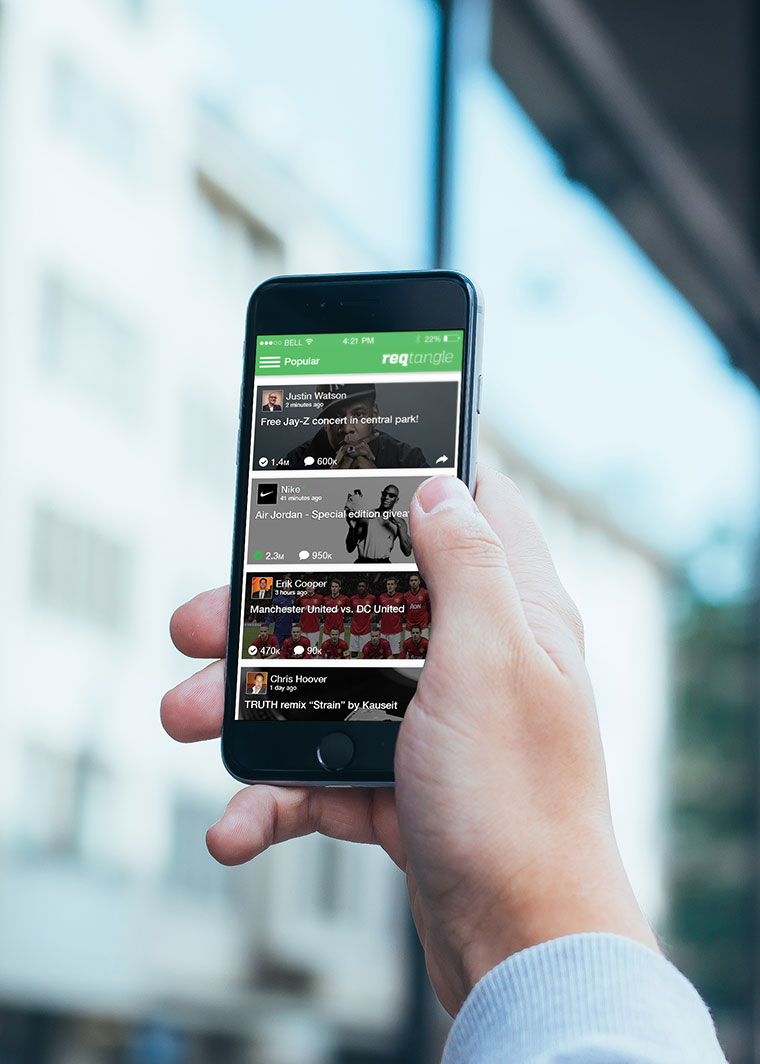 BELL 4:21 PM 22%
Popular reqtangle
Justin Watson
2 minutes ago
Free Jay-Z concert in central park!
1.4M 600K
Nike
41 minutes ago
Air Jordan - Special edition givea
2.3M 950K
Erik Cooper
3 hours ago
Manchester United vs. DC United
470K 90K
Chris Hoover
1 day ago
TRUTH remix “Strain” by Kauseit